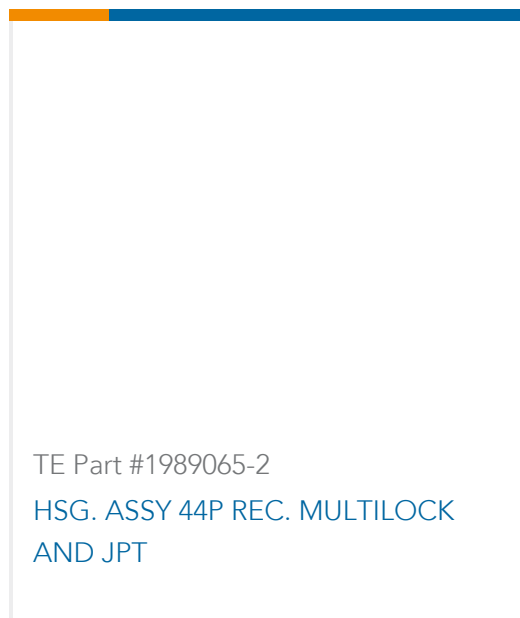 TE Part #1989065-2
HSG. ASSY 44P REC. MULTILOCK
AND JPT